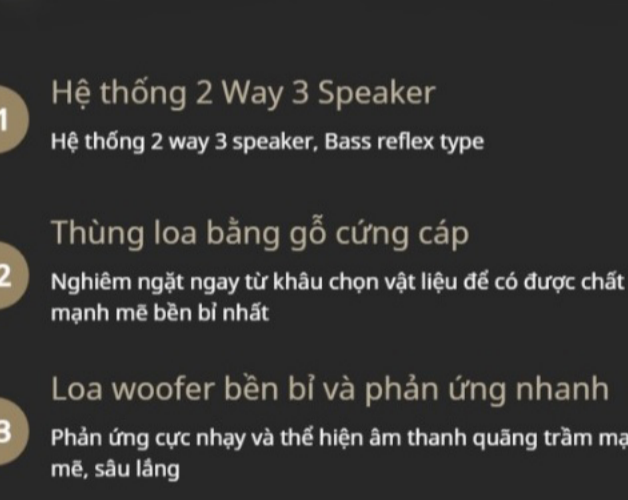 1
Hệ thống 2 Way 3 Speaker
Hệ thống 2 way 3 speaker, Bass reflex type
2
Thùng loa bằng gỗ cứng cáp
Nghiêm ngặt ngay từ khâu chọn vật liệu để có được chất
mạnh mẽ bền bỉ nhất
3
Loa woofer bền bỉ và phản ứng nhanh
Phản ứng cực nhạy và thể hiện âm thanh quãng trầm mạ
mẽ, sâu lắng